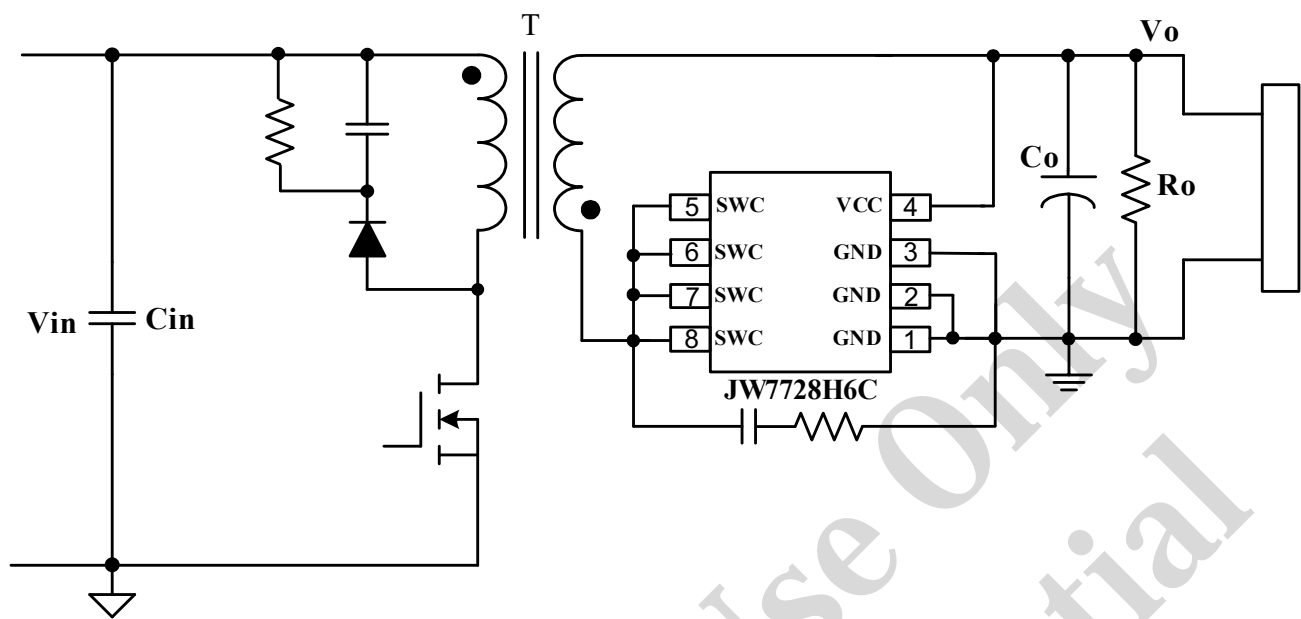 T
Vo
Co
Ro
5 SWC VCC 4
6 SWC GND 3
7 SWC GND 2
8 SWC GND 1
Vin Cin
JW7728H6C
Use Only
tial